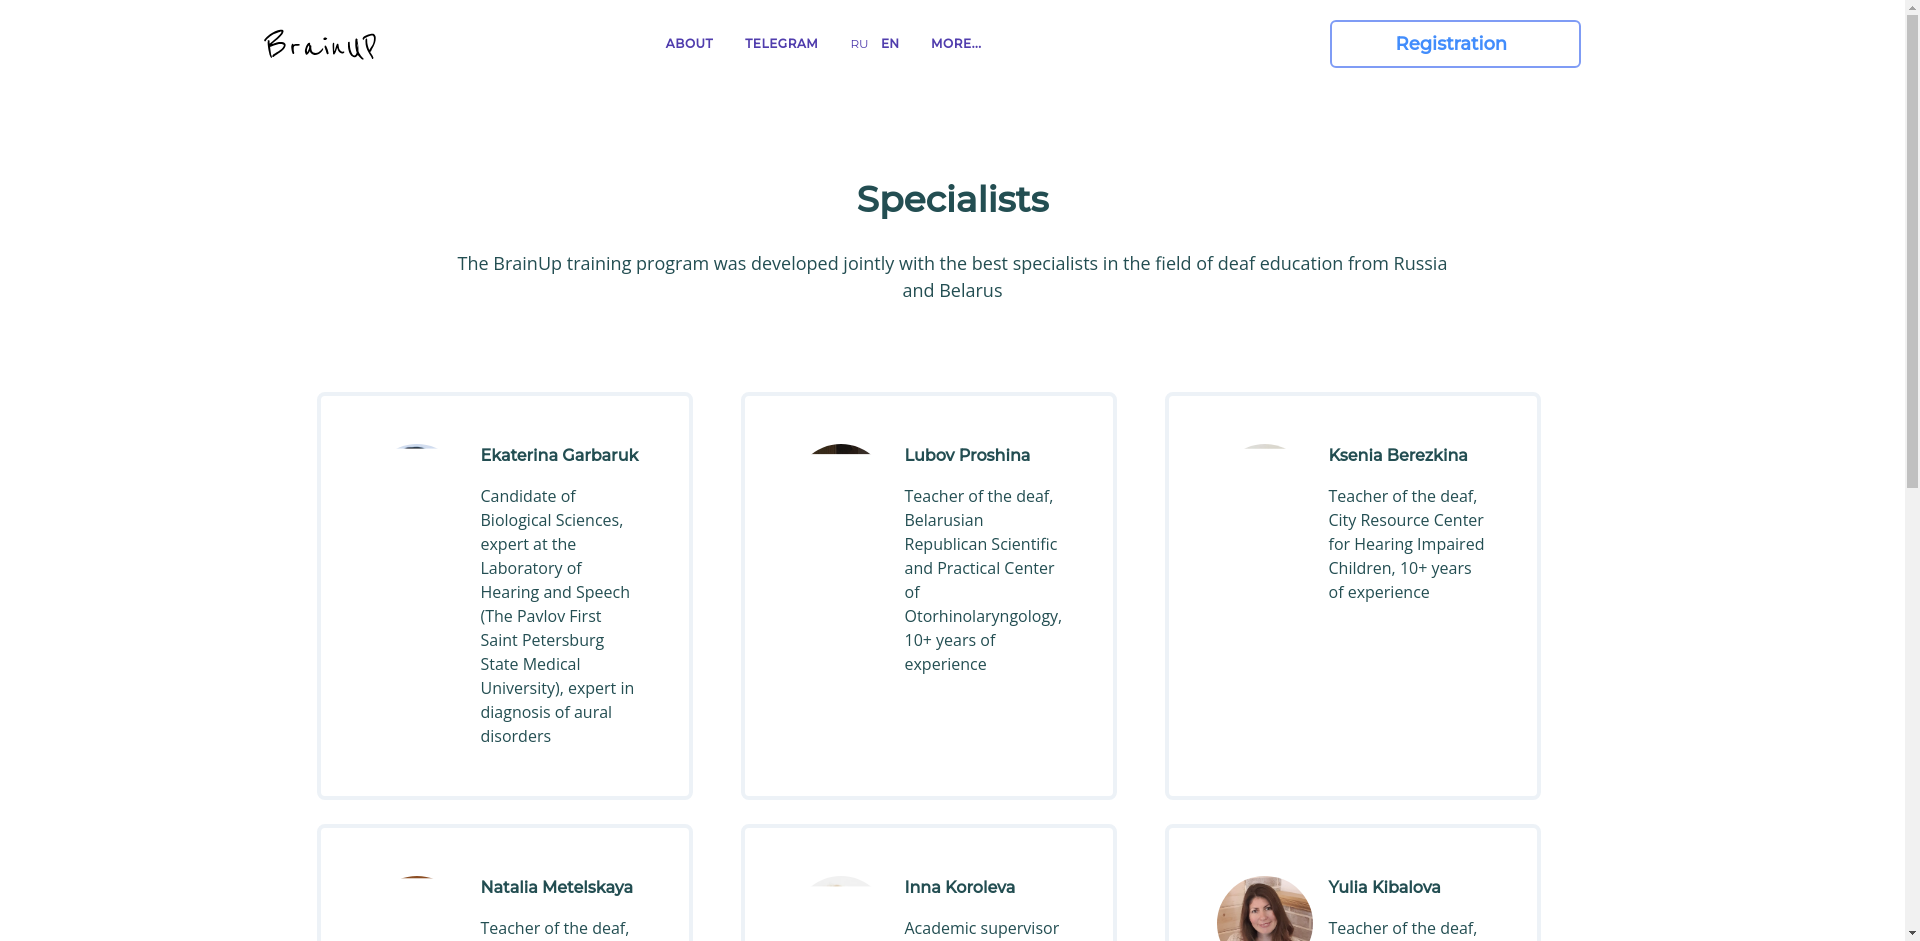 BrainUP
ABOUT TELEGRAM RU EN MORE...
Registration
Specialists
The BrainUp training program was developed jointly with the best specialists in the field of deaf education from Russia
and Belarus
Ekaterina Garbaruk
Candidate of
Biological Sciences,
expert at the
Laboratory of
Hearing and Speech
(The Pavlov First
Saint Petersburg
State Medical
University), expert in
diagnosis of aural
disorders
Lubov Proshina
Teacher of the deaf,
Belarusian
Republican Scientific
and Practical Center
of
Otorhinolaryngology,
10+ years of
experience
Ksenia Berezkina
Teacher of the deaf,
City Resource Center
for Hearing Impaired
Children, 10+ years
of experience
Natalia Metelskaya
Teacher of the deaf,
Inna Koroleva
Academic supervisor
Yulia Kibalova
Teacher of the deaf,